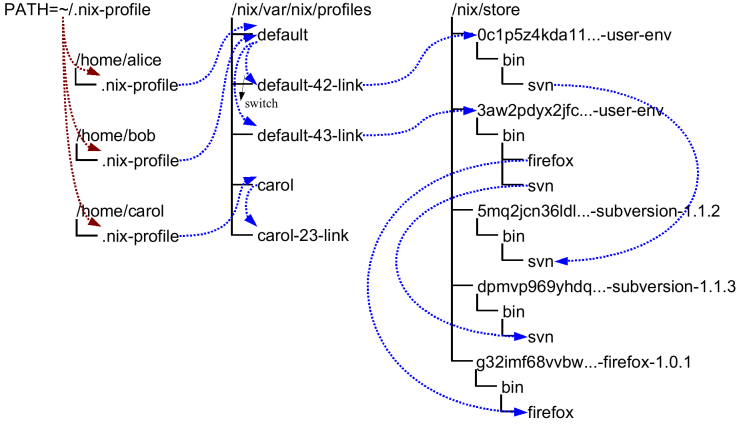 PATH=~/.nix-profile
/home/alice
.nix-profile
/home/bob
.nix-profile
/home/carol
.nix-profile
/nix/var/nix/profiles
default
default-42-link
switch
default-43-link
carol
carol-23-link
/nix/store
0c1p5z4kda11...-user-env
bin
svn
3aw2pdyx2jfc...-user-env
bin
firefox
svn
5mq2jcn36ldl...-subversion-1.1.2
bin
svn
dpmvp969yhdq...-subversion-1.1.3
bin
svn
g32imf68vvbw...-firefox-1.0.1
bin
firefox